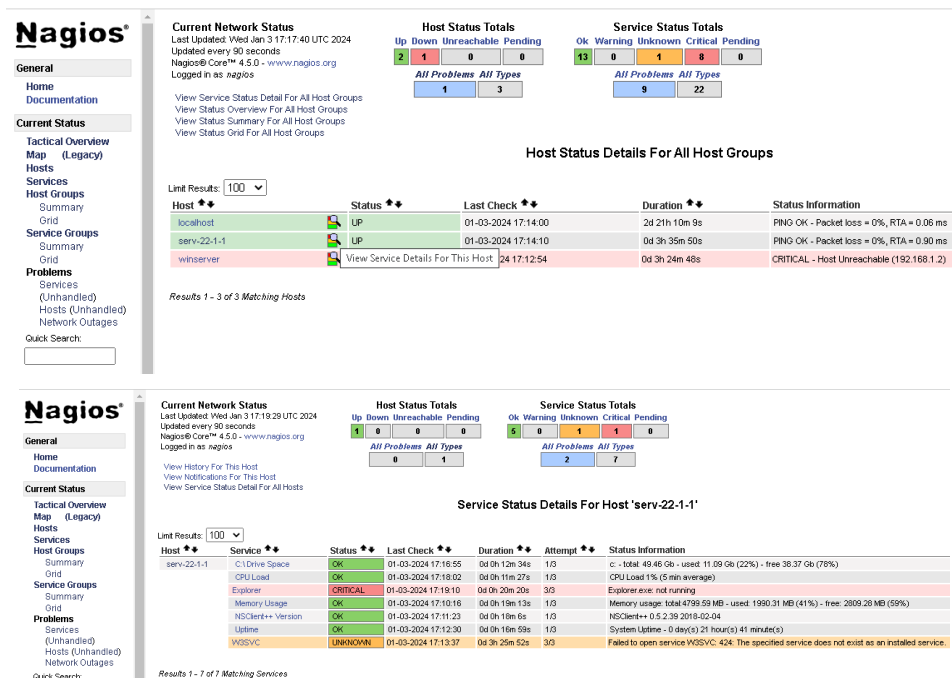 Nagios®
General
Home
Documentation
Current Status
Tactical Overview
Map (Legacy)
Hosts
Services
Host Groups
Summary
Grid
Service Groups
Summary
Grid
Problems
Services
(Unhandled)
Hosts (Unhandled)
Network Outages
Quick Search:
Current Network Status
Last Updated: Wed Jan 3 17:17:40 UTC 2024
Updated every 90 seconds
Nagios® Core™ 4.5.0 - www.nagios.org
Logged in as nagios
View Service Status Detail For All Host Groups
View Status Overview For All Host Groups
View Status Summary For All Host Groups
View Status Grid For All Host Groups
Host Status Totals
Up Down Unreachable Pending
2 1 0 0
All Problems All Types
1 3
Service Status Totals
Ok Warning Unknown Critical Pending
13 0 1 8 0
All Problems All Types
9 22
Host Status Details For All Host Groups
Limit Results: 100
Host Status Last Check Duration Status Information
localhost UP 01-03-2024 17:14:00 2d 21h 10m 9s PING OK - Packet loss = 0%, RTA = 0.06 ms
serv-22-1-1 UP 01-03-2024 17:14:10 0d 3h 35m 50s PING OK - Packet loss = 0%, RTA = 0.90 ms
winserver View Service Details For This Host 24 17:12:54 0d 3h 24m 48s CRITICAL - Host Unreachable (192.168.1.2)
Results 1 - 3 of 3 Matching Hosts
Nagios®
General
Home
Documentation
Current Status
Tactical Overview
Map (Legacy)
Hosts
Services
Host Groups
Summary
Grid
Service Groups
Summary
Grid
Problems
Services
(Unhandled)
Hosts (Unhandled)
Network Outages
Quick Search:
Current Network Status
Last Updated: Wed Jan 3 17:19:29 UTC 2024
Updated every 90 seconds
Nagios® Core™ 4.5.0 - www.nagios.org
Logged in as nagios
View History For This Host
View Notifications For This Host
View Service Status Detail For All Hosts
Host Status Totals
Up Down Unreachable Pending
1 0 0 0
All Problems All Types
0 1
Service Status Totals
Ok Warning Unknown Critical Pending
5 0 1 1 0
All Problems All Types
2 7
Service Status Details For Host 'serv-22-1-1'
Limit Results: 100
Host Service Status Last Check Duration Attempt Status Information
serv-22-1-1 C:\ Drive Space OK 01-03-2024 17:16:55 0d 0h 12m 34s 1/3 c: - total: 49.46 Gb - used: 11.09 Gb (22%) - free 38.37 Gb (78%)
CPU Load OK 01-03-2024 17:18:02 0d 0h 11m 27s 1/3 CPU Load 1% (5 min average)
Explorer CRITICAL 01-03-2024 17:19:10 0d 0h 20m 20s 3/3 Explorer.exe: not running
Memory Usage OK 01-03-2024 17:10:16 0d 0h 19m 13s 1/3 Memory usage: total:4799.59 MB - used: 1990.31 MB (41%) - free: 2809.28 MB (59%)
NSClient++ Version OK 01-03-2024 17:11:23 0d 0h 18m 6s 1/3 NSClient++ 0.5.2.39 2018-02-04
Uptime OK 01-03-2024 17:12:30 0d 0h 16m 59s 1/3 System Uptime - 0 day(s) 21 hour(s) 41 minute(s)
W3SVC UNKNOWN 01-03-2024 17:13:37 0d 3h 25m 52s 3/3 Failed to open service W3SVC: 424: The specified service does not exist as an installed service.
Results 1 - 7 of 7 Matching Services